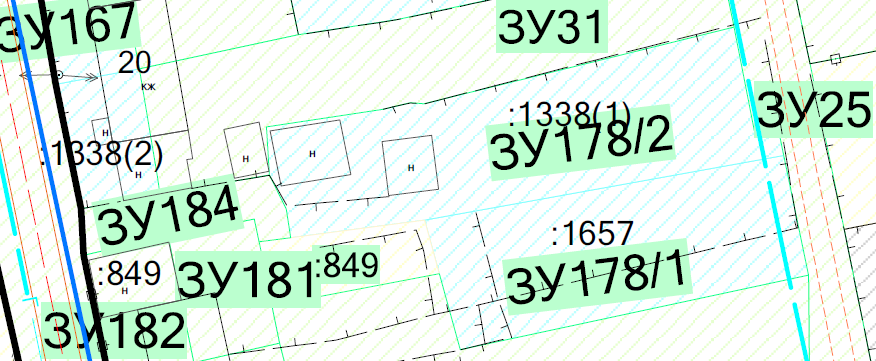 ЗУ167
ЗУ31
20
кж
:1338(1)
ЗУ25
н
ЗУ178/2
:1338(2)
н
н
н
н
ЗУ184
:1657
:849
н
ЗУ181
:849
ЗУ178/1
ЗУ182